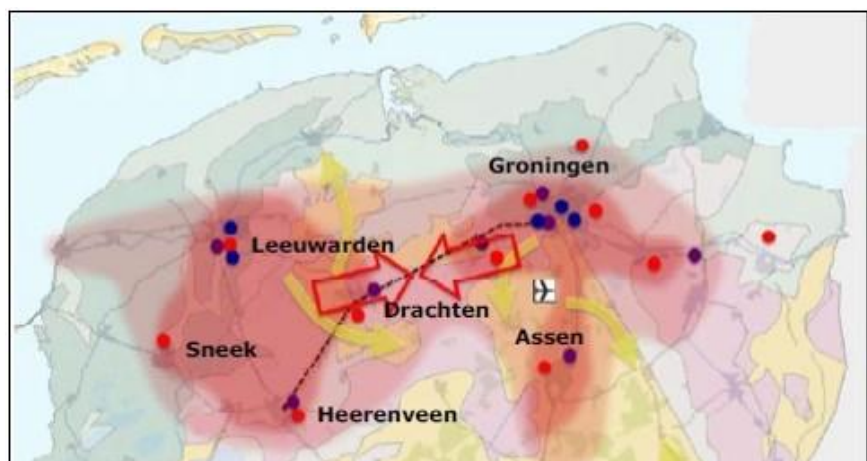 Groningen
Leeuwarden
Drachten
Assen
Sneek
Heerenveen